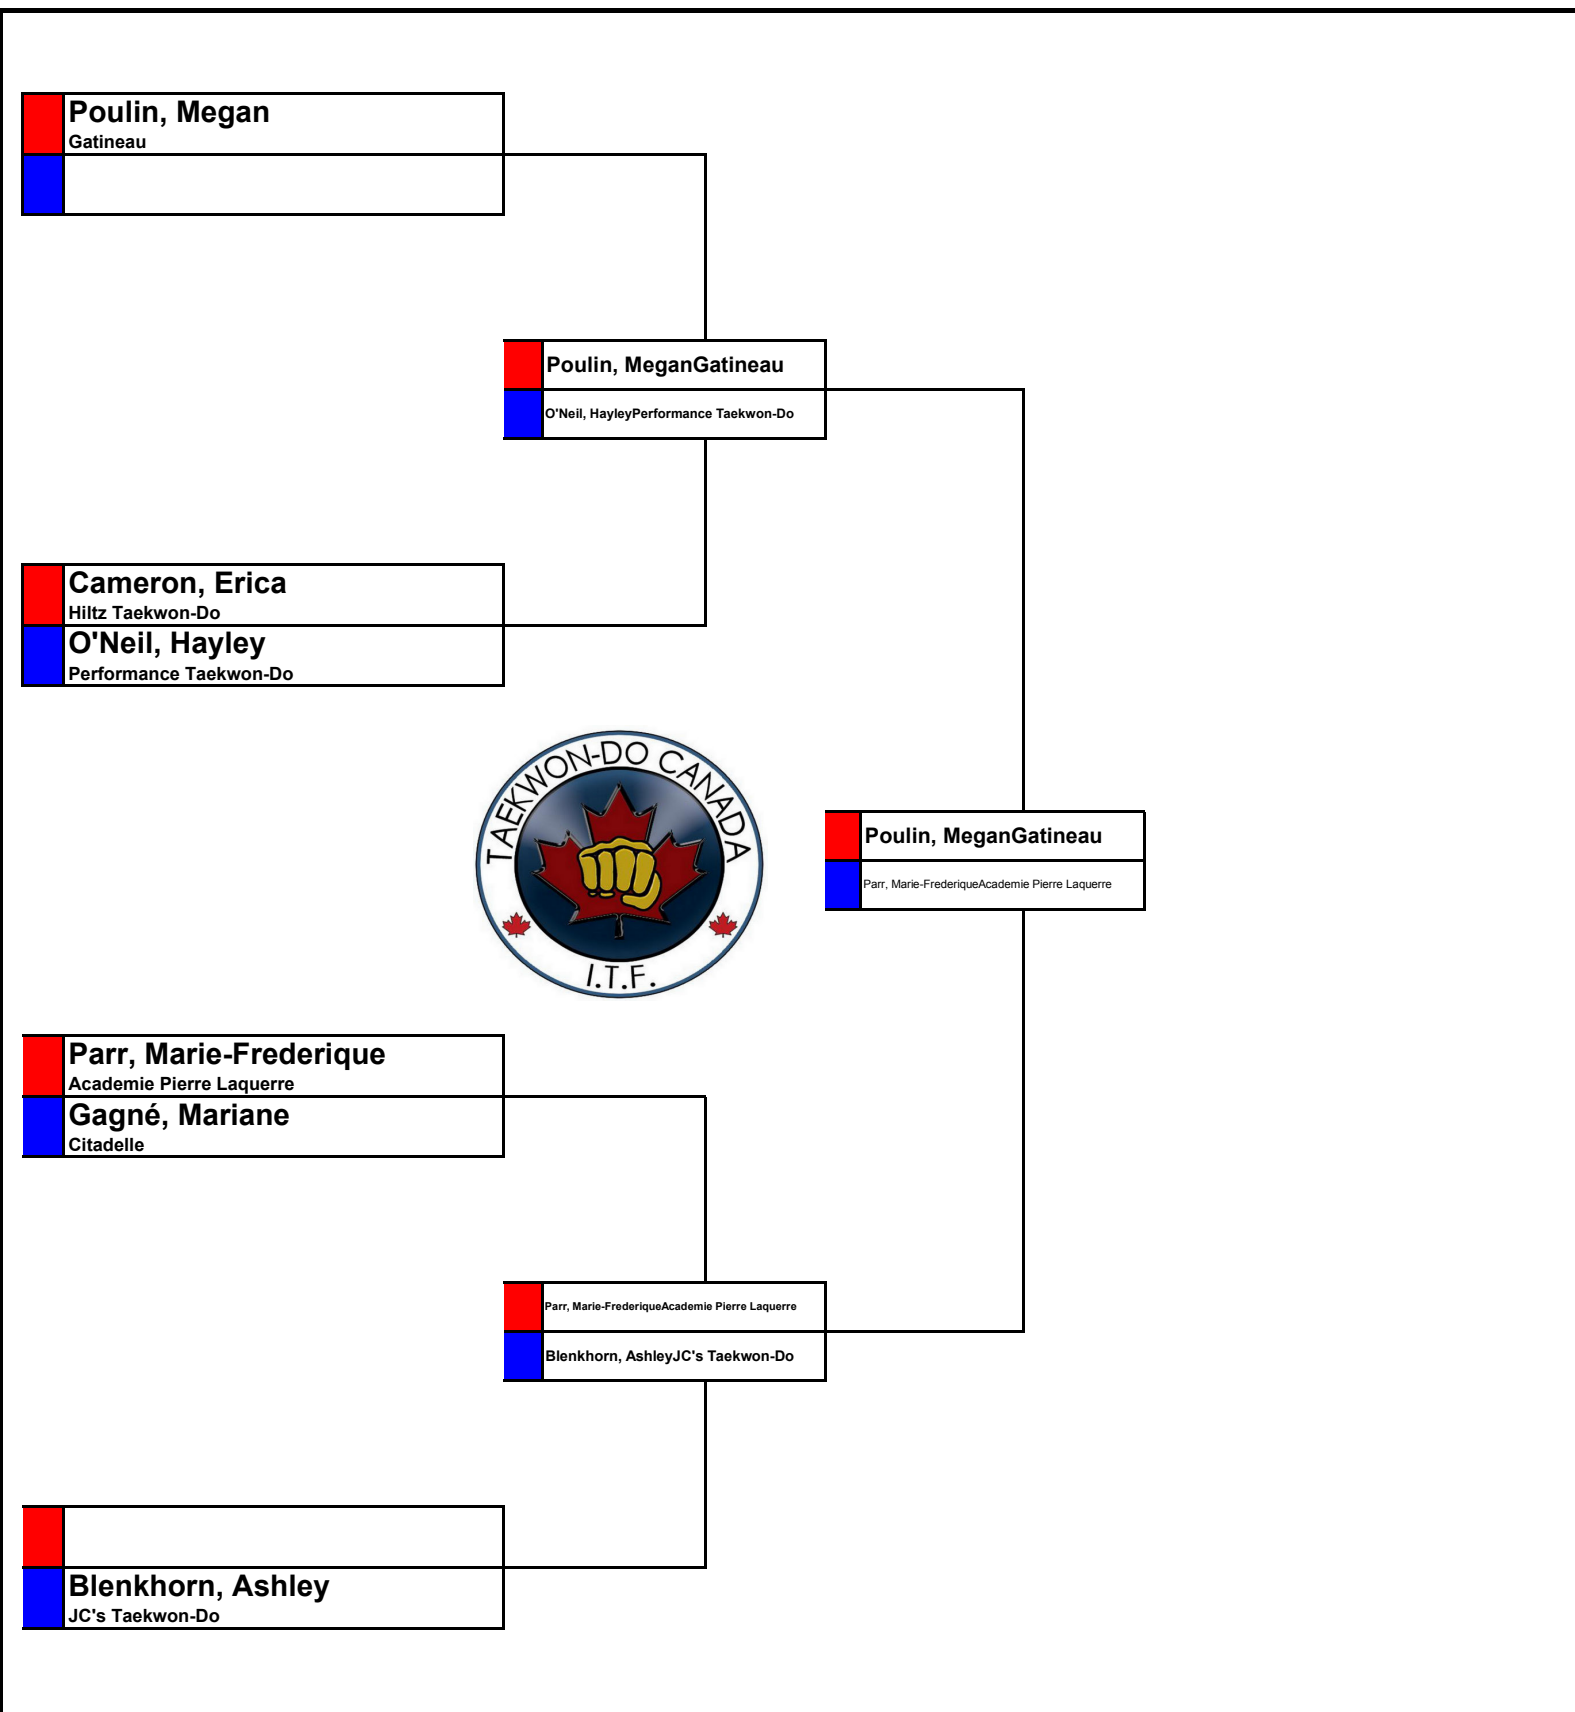 Poulin, Megan
Gatineau
Poulin, MeganGatineau
O'Neil, HayleyPerformance Taekwon-Do
Cameron, Erica
Hiltz Taekwon-Do
O'Neil, Hayley
Performance Taekwon-Do
TAEKWON-DO CANADA
I.T.F.
Poulin, MeganGatineau
Parr, Marie-FrederiqueAcademie Pierre Laquerre
Parr, Marie-Frederique
Academie Pierre Laquerre
Gagné, Mariane
Citadelle
Parr, Marie-FrederiqueAcademie Pierre Laquerre
Blenkhorn, AshleyJC's Taekwon-Do
Blenkhorn, Ashley
JC's Taekwon-Do